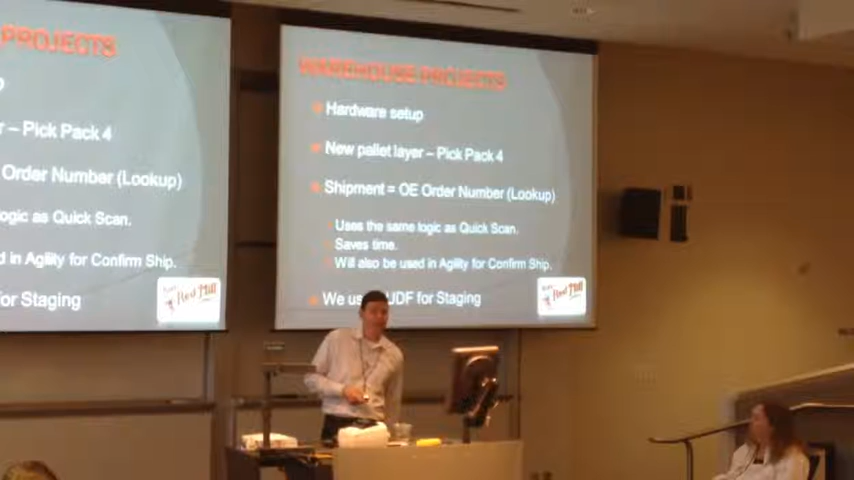 PROJECTS
– Pick Pack 4
Order Number (Lookup)
logic as Quick Scan.
d in Agility for Confirm Ship.
for Staging
Red Mill
WAREHOUSE PROJECTS
Hardware setup
New pallet layer – Pick Pack 4
Shipment = OE Order Number (Lookup)
Uses the same logic as Quick Scan.
Saves time.
Will also be used in Agility for Confirm Ship.
We us UDF for Staging
Red Mill